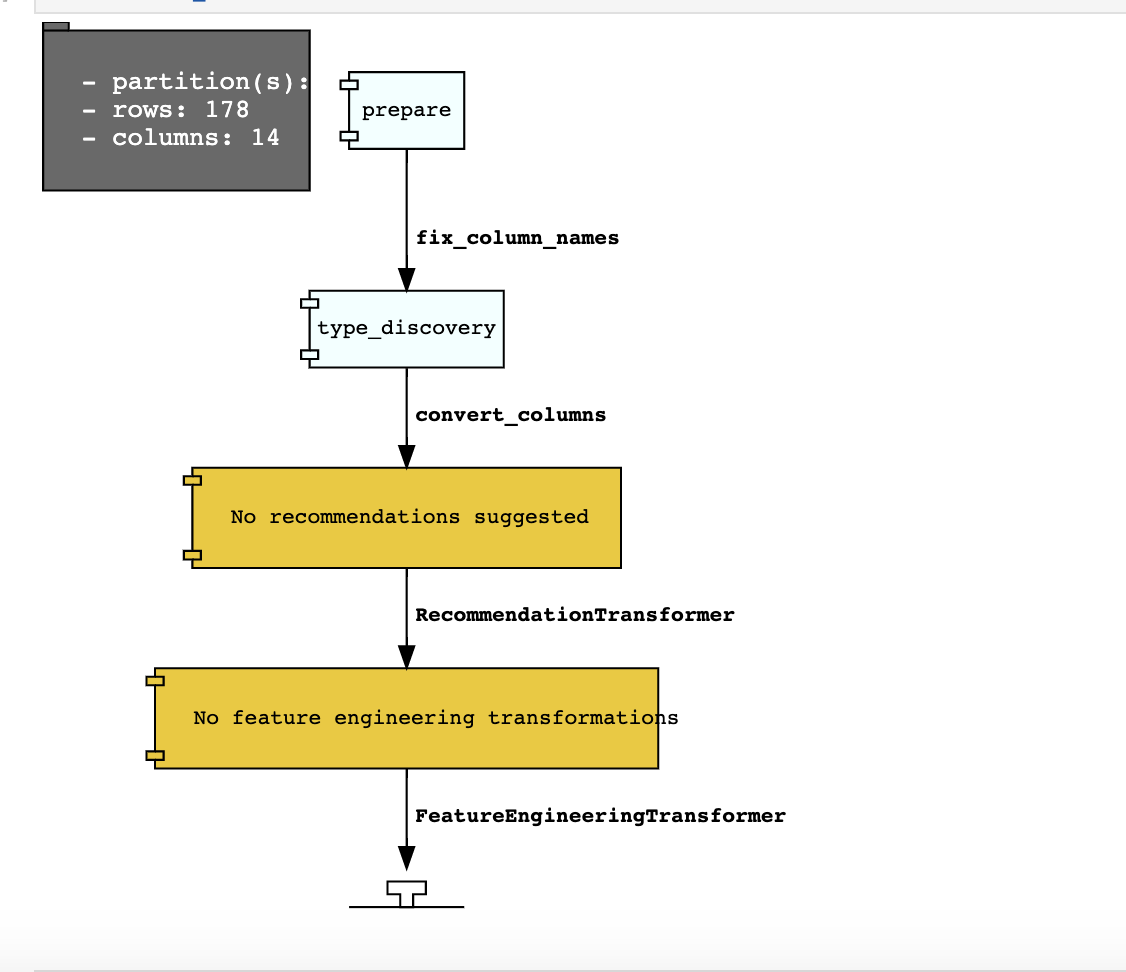 - partition(s):
- rows: 178
- columns: 14
prepare
fix_column_names
type_discovery
convert_columns
No recommendations suggested
RecommendationTransformer
No feature engineering transformations
FeatureEngineeringTransformer